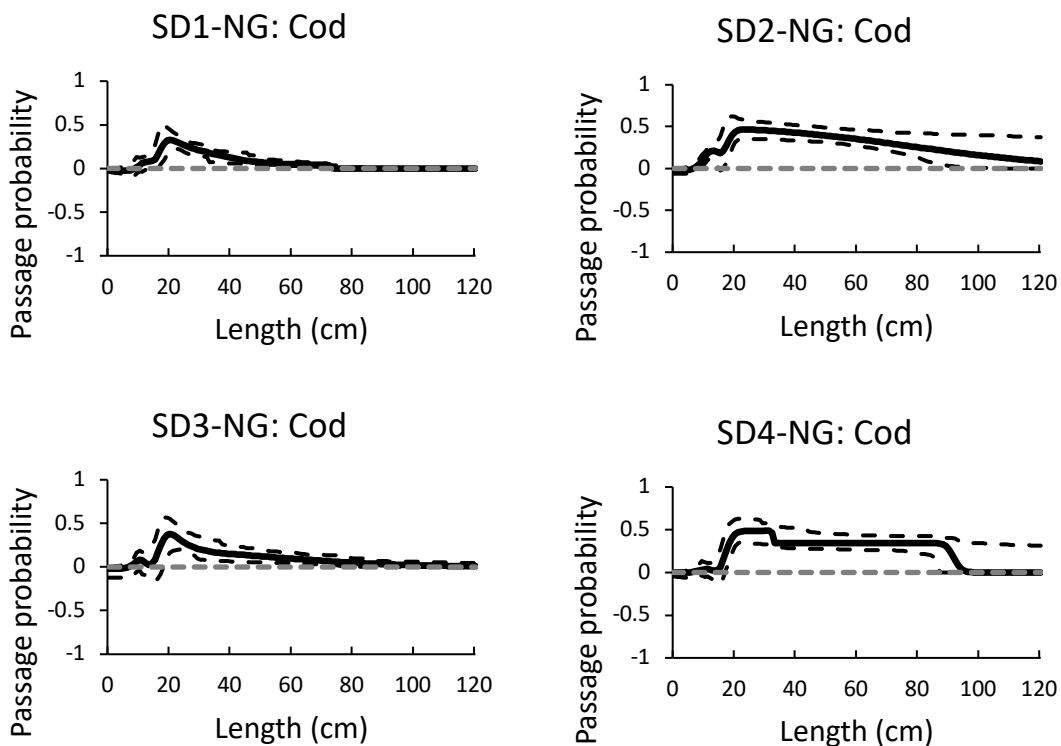 SD1-NG: Cod
Passage probability
1
0.5
0
-0.5
-1
0 20 40 60 80 100 120
Length (cm)
SD2-NG: Cod
Passage probability
1
0.5
0
-0.5
-1
0 20 40 60 80 100 120
Length (cm)
SD3-NG: Cod
Passage probability
1
0.5
0
-0.5
-1
0 20 40 60 80 100 120
Length (cm)
SD4-NG: Cod
Passage probability
1
0.5
0
-0.5
-1
0 20 40 60 80 100 120
Length (cm)